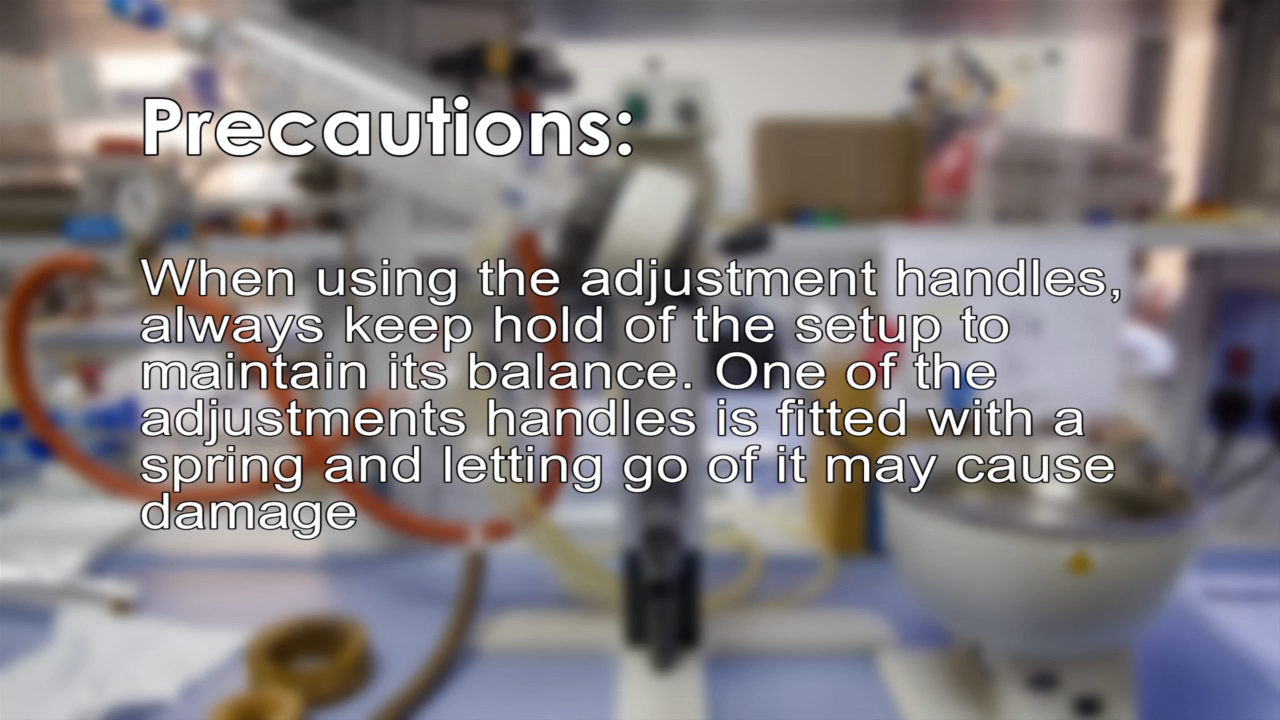 Precautions:
When using the adjustment handles,
always keep hold of the setup to
maintain its balance. One of the
adjustments handles is fitted with a
spring and letting go of it may cause
damage